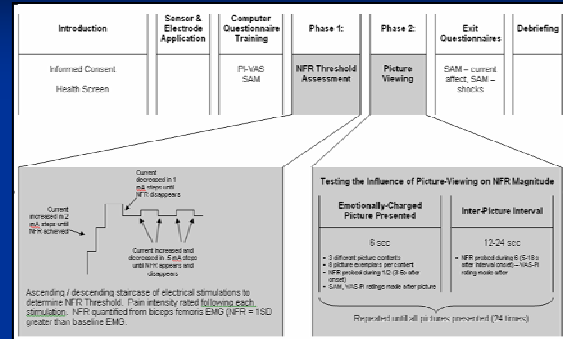 Introduction
Sensor &
Electrode
Application
Computer
Questionnaire
Training
Phase 1:
Phase 2:
Exit
Questionnaires
Debriefing
Informed Consent
Health Screen
PI-VAS
SAM
NFR Threshold
Assessment
Picture
Viewing
SAM – current
affect, SAM –
shocks
Current
decreased in 1
mA steps until
NFR disappears
Current
increased in 2
mA steps until
NFR achieved
Current increased and
decreased in .5 mA steps
until NFR appears and
disappears
Ascending / descending staircase of electrical stimulations to
determine NFR Threshold. Pain intensity rated following each
stimulation. NFR quantified from biceps femoris EMG (NFR = 1SD
greater than baseline EMG.
Testing the Influence of Picture-Viewing on NFR Magnitude
Emotionally-Charged
Picture Presented
Inter-Picture Interval
6 sec
12-24 sec
• 3 different picture contents
• 8 picture exemplars per content
• NFR probed during 1/2 (3-5s after
onset)
• SAM, VAS-R ratings made after picture
• NFR probed during 6 (5-18s
after interval onset) – VAS-R
rating made after
Repeated until all pictures presented (24 times)